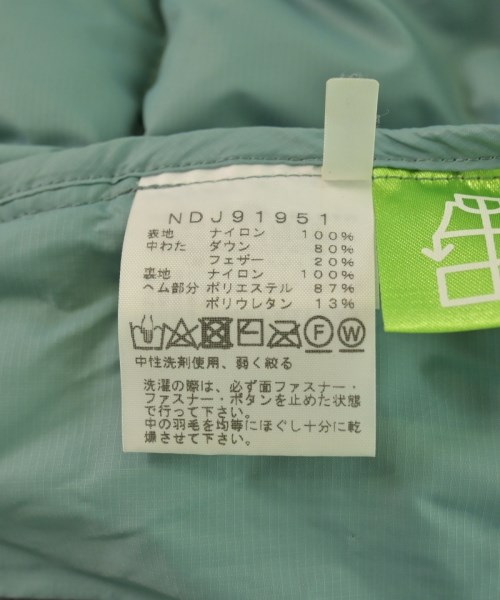 NDJ91951
表地 ナイロン 100%
中わた ダウン 80%
フェザー 20%
裏地 ナイロン 100%
ヘム部分 ポリエステル 87%
ポリウレタン 13%
F W
中性洗剤使用、弱く絞る
洗濯の際は、必ず面ファスナー・
ファスナー・ボタンを止めた状態
で行って下さい。
中の羽毛を均等にほぐし十分に乾
燥させて下さい。